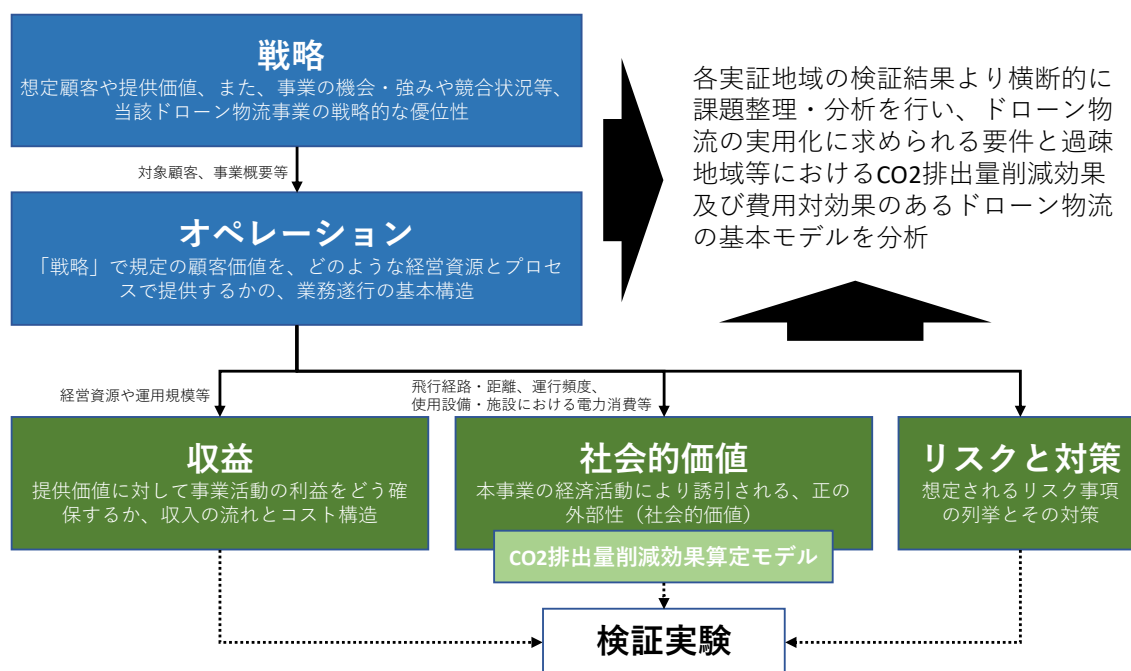 戦略
想定顧客や提供価値、また、事業の機会・強みや競合状況等、
当該ドローン物流事業の戦略的な優位性
対象顧客、事業概要等
オペレーション
「戦略」で規定の顧客価値を、どのような経営資源とプロセ
スで提供するかの、業務遂行の基本構造
各実証地域の検証結果より横断的に
課題整理・分析を行い、ドローン物
流の実用化に求められる要件と過疎
地域等におけるCO2排出量削減効果
及び費用対効果のあるドローン物流
の基本モデルを分析
経営資源や運用規模等
飛行経路・距離、運行頻度、
使用設備・施設における電力消費等
収益
提供価値に対して事業活動の利益をどう確
保するか、収入の流れとコスト構造
社会的価値
本事業の経済活動により誘引される、正の
外部性（社会的価値）
CO2排出量削減効果算定モデル
リスクと対策
想定されるリスク事項
の列挙とその対策
検証実験